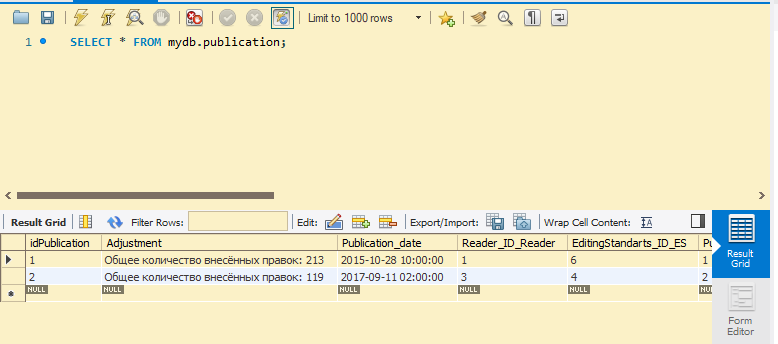 Limit to 1000 rows
1 SELECT * FROM mydb.publication;
Result Grid Filter Rows: Edit: Export/Import: Wrap Cell Content: IA
idPublication Adjustment Publication_date Reader_ID_Reader EditingStandarts_ID_ES
1 Общее количество внесённых правок: 213 2015-10-28 10:00:00 1 6 1
2 Общее количество внесённых правок: 119 2017-09-11 02:00:00 3 4 2
NULL NULL NULL NULL NULL
Result
Grid
Form
Editor